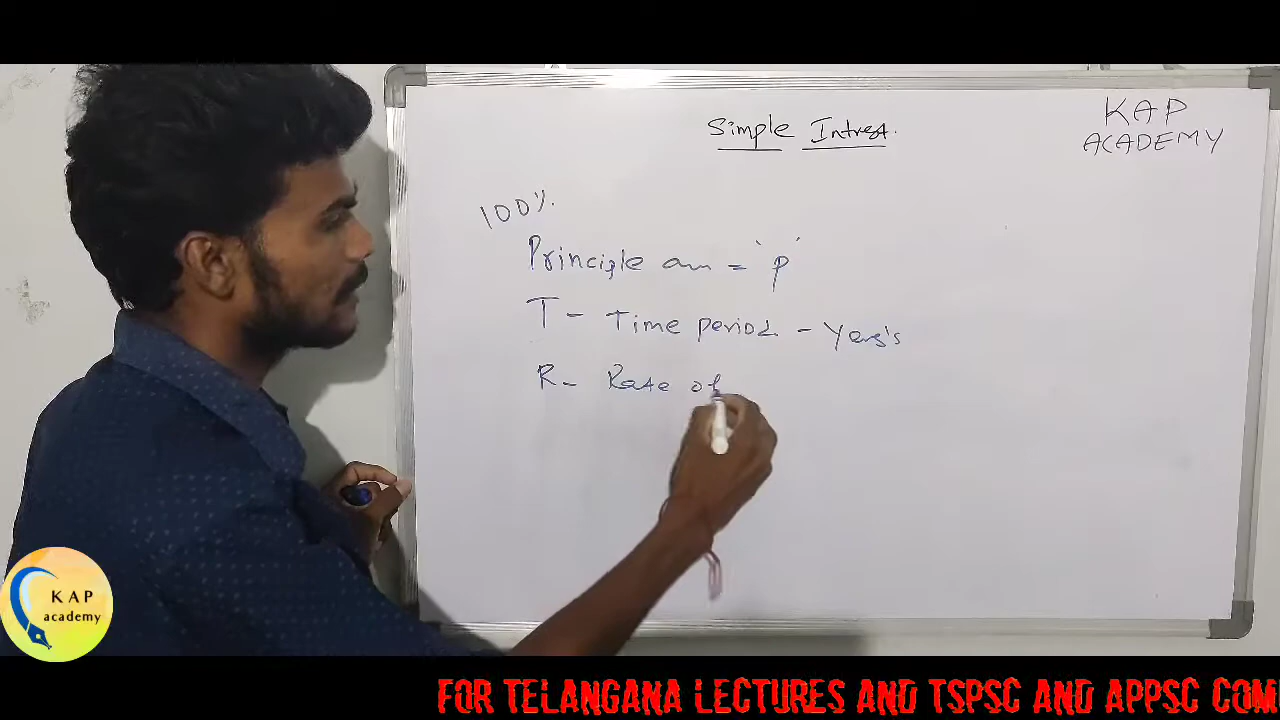 Simple Intrest.
KAP
ACADEMY
100%.
Principle am = 'p'
T - Time period - Years's
R - Rate of
KAP
academy
FOR TELANGANA LECTURES AND TSPSC AND APPSC COM